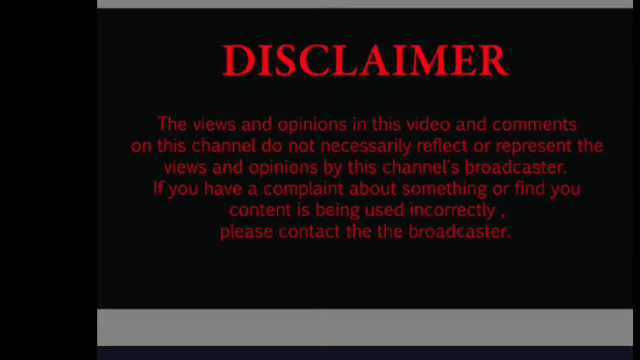 DISCLAIMER
The views and opinions in this video and comments
on this channel do not necessarily reflect or represent the
views and opinions by this channel's broadcaster.
If you have a complaint about something or find you
content is being used incorrectly ,
please contact the the broadcaster.